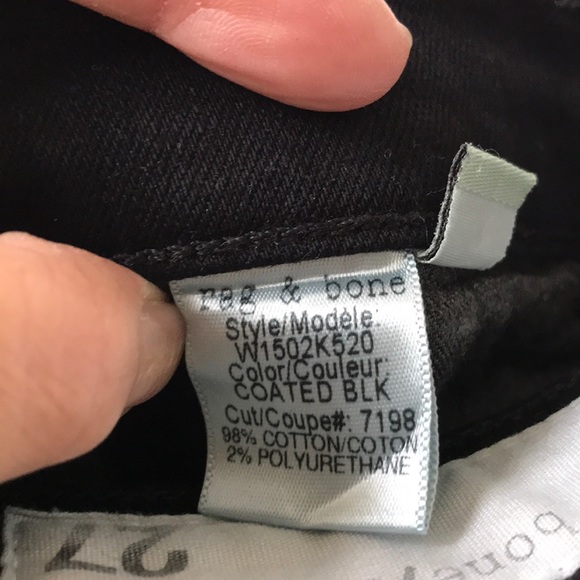 rag & bone
Style/Modèle:
W1502K520
Color/Couleur:
COATED BLK
Cut/Coupe#: 7198
98% COTTON/COTON
2% POLYURETHANE
27
bone